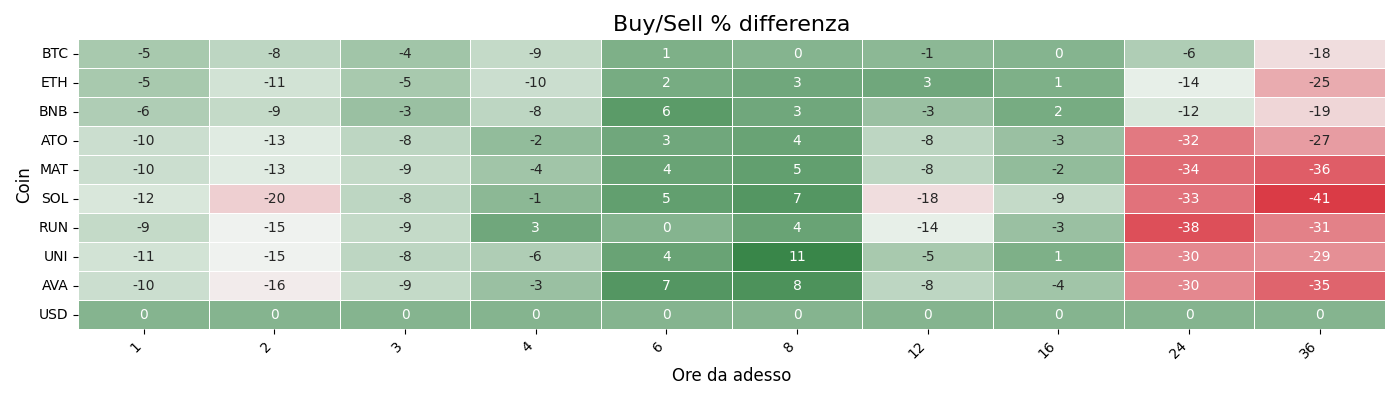 Buy/Sell % differenza
Coin
BTC -5 -8 -4 -9 1 0 -1 0 -6 -18
ETH -5 -11 -5 -10 2 3 3 1 -14 -25
BNB -6 -9 -3 -8 6 3 -3 2 -12 -19
ATO -10 -13 -8 -2 3 4 -8 -3 -32 -27
MAT -10 -13 -9 -4 4 5 -8 -2 -34 -36
SOL -12 -20 -8 -1 5 7 -18 -9 -33 -41
RUN -9 -15 -9 3 0 4 -14 -3 -38 -31
UNI -11 -15 -8 -6 4 11 -5 1 -30 -29
AVA -10 -16 -9 -3 7 8 -8 -4 -30 -35
USD 0 0 0 0 0 0 0 0 0 0
1 2 3 4 6 8 12 16 24 36
Ore da adesso